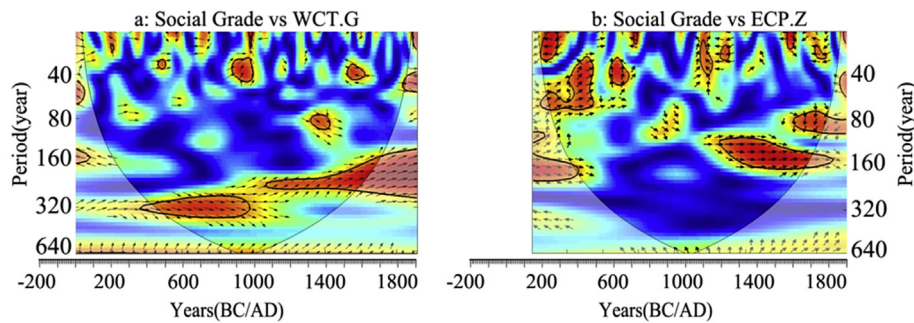 a: Social Grade vs WCT.G
Period(year)
40
80
160
320
640
-200 200 600 1000 1400 1800
Years(BC/AD)
b: Social Grade vs ECP.Z
40
80
160
320
640
Period(year)
-200 200 600 1000 1400 1800
Years(BC/AD)